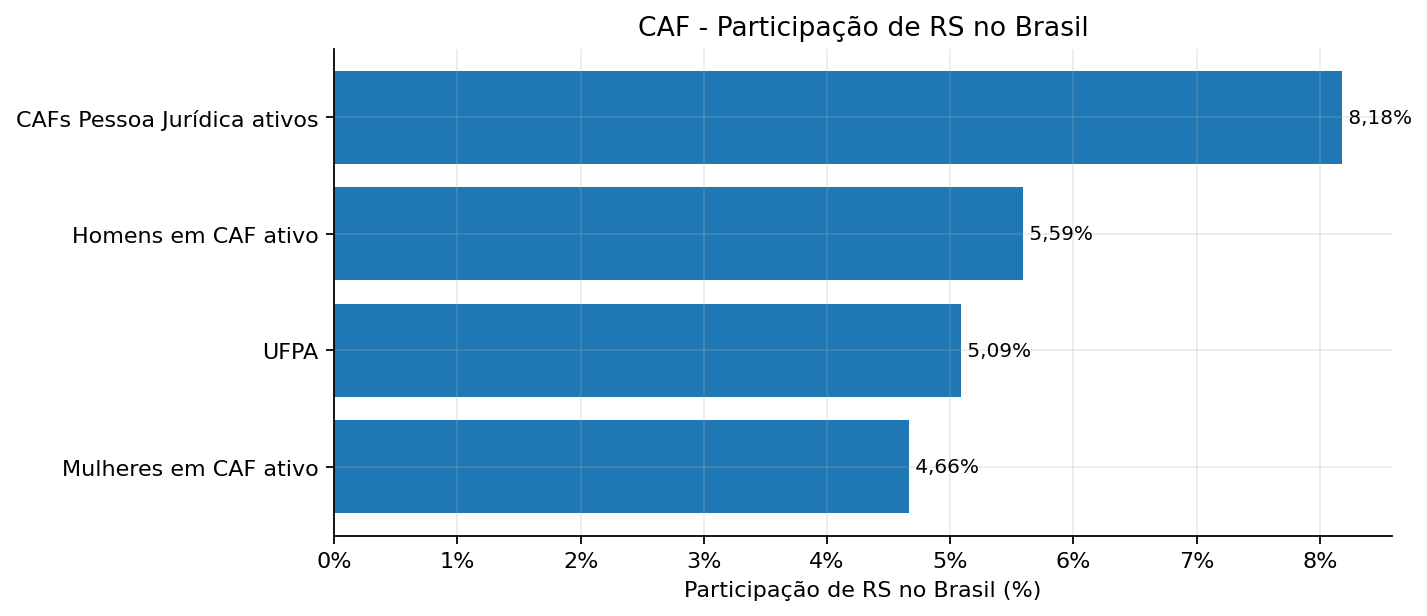 CAF - Participação de RS no Brasil
CAFs Pessoa Jurídica ativos
8,18%
Homens em CAF ativo
5,59%
UFPA
5,09%
Mulheres em CAF ativo
4,66%
0% 1% 2% 3% 4% 5% 6% 7% 8%
Participação de RS no Brasil (%)